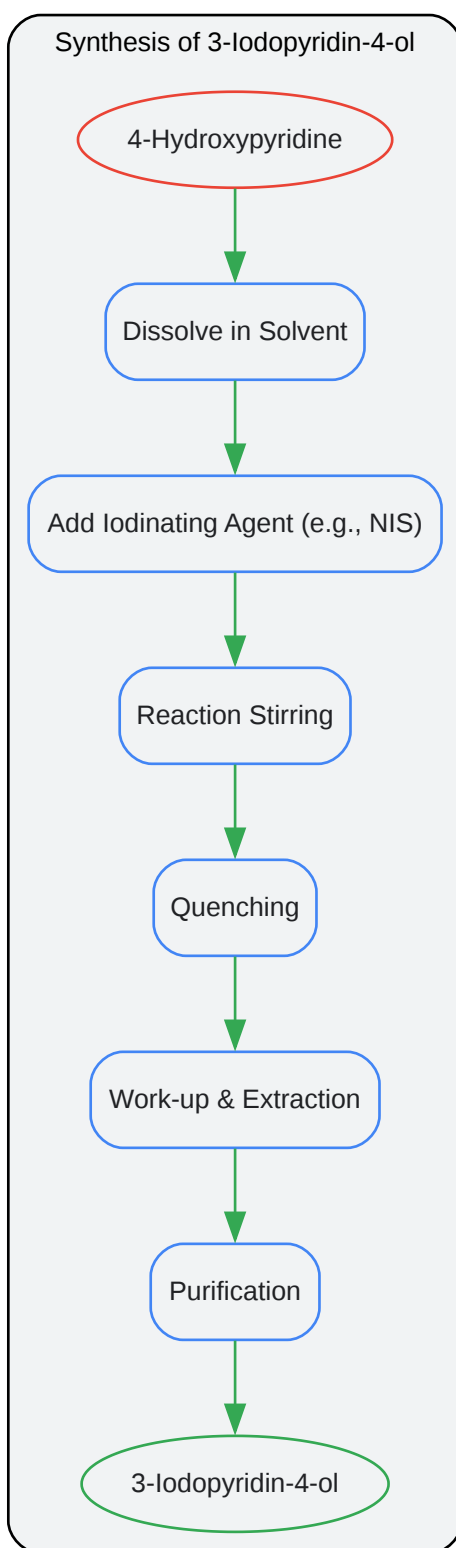 Synthesis of 3-Iodopyridin-4-ol
4-Hydroxypyridine
Dissolve in Solvent
Add Iodinating Agent (e.g., NIS)
Reaction Stirring
Quenching
Work-up & Extraction
Purification
3-Iodopyridin-4-ol